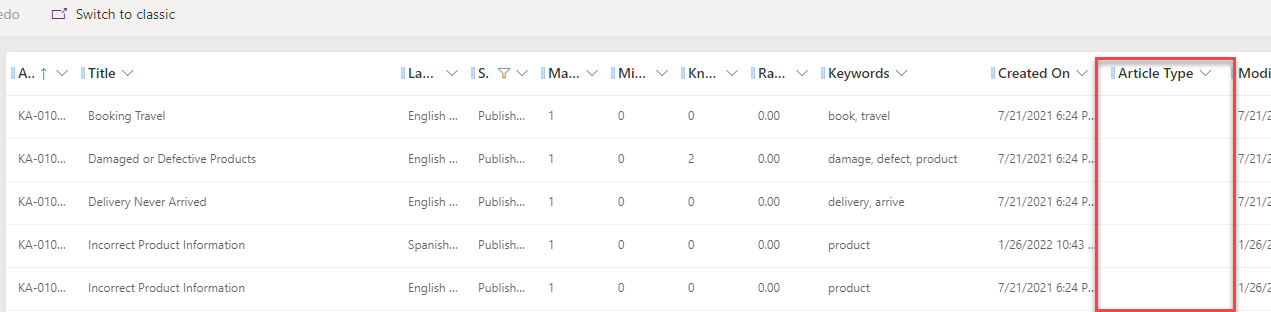 edo Switch to classic
A.. Title La... S. Ma... Mi... Kn... Ra... Keywords Created On Article Type Modi
KA-010... Booking Travel English ... Publish... 1 0 0 0.00 book, travel 7/21/2021 6:24 P... 7/21/2
KA-010... Damaged or Defective Products English ... Publish... 1 0 2 0.00 damage, defect, product 7/21/2021 6:24 P... 7/21/2
KA-010... Delivery Never Arrived English ... Publish... 1 0 0 0.00 delivery, arrive 7/21/2021 6:24 P... 7/21/2
KA-010... Incorrect Product Information Spanish... Publish... 1 0 0 0.00 product 1/26/2022 10:43 ... 1/26/2
KA-010... Incorrect Product Information English ... Publish... 1 0 0 0.00 product 7/21/2021 6:24 P... 1/26/2